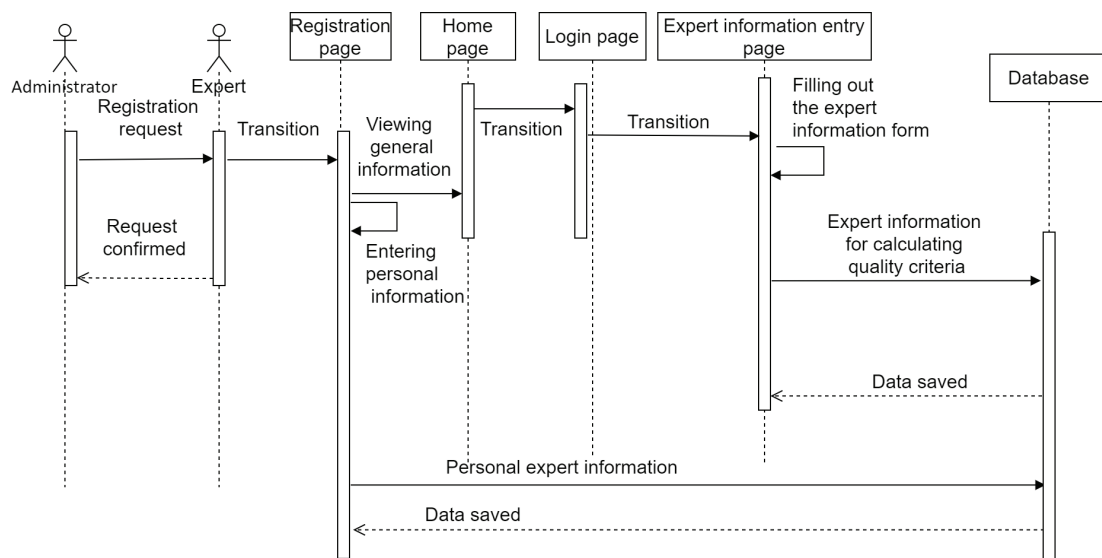 Administrator
Expert
Registration
page
Home
page
Login page
Expert information entry
page
Database
Registration
request
Transition
Viewing
general
information
Transition
Transition
Filling out
the expert
information form
Request
confirmed
Entering
personal
information
Expert information
for calculating
quality criteria
Data saved
Personal expert information
Data saved